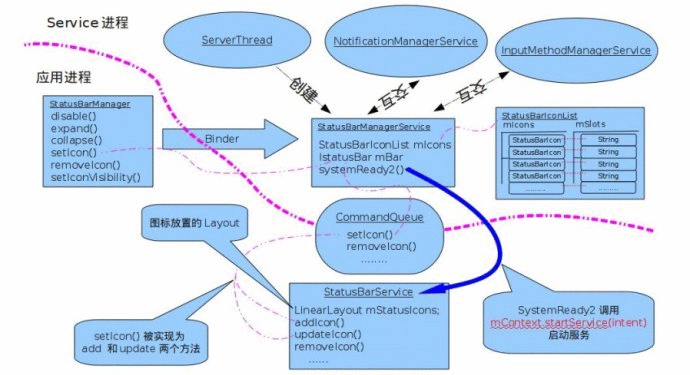 Service 进程
ServerThread
NotificationManagerService
InputMethodManagerService
应用进程
创建
交互
交互
StatusBarManager
disable()
expand()
collapse()
setIcon()
removeIcon()
setIconVisibility()
Binder
StatusBarManagerService
StatusBarIconList mIcons
IstatusBar mBar
systemReady2()
StatusBarIconList
mIcons
mSlots
StatusBarIcon
String
StatusBarIcon
String
StatusBarIcon
String
StatusBarIcon
String
.........
.........
CommandQueue
setIcon()
removeIcon()
........
图标放置的 Layout
StatusBarService
LinearLayout mStatusIcons;
addIcon()
updateIcon()
removeIcon()
......
setIcon() 被实现为
add 和 update 两个方法
SystemReady2 调用
mContext.startService(intent)
启动服务